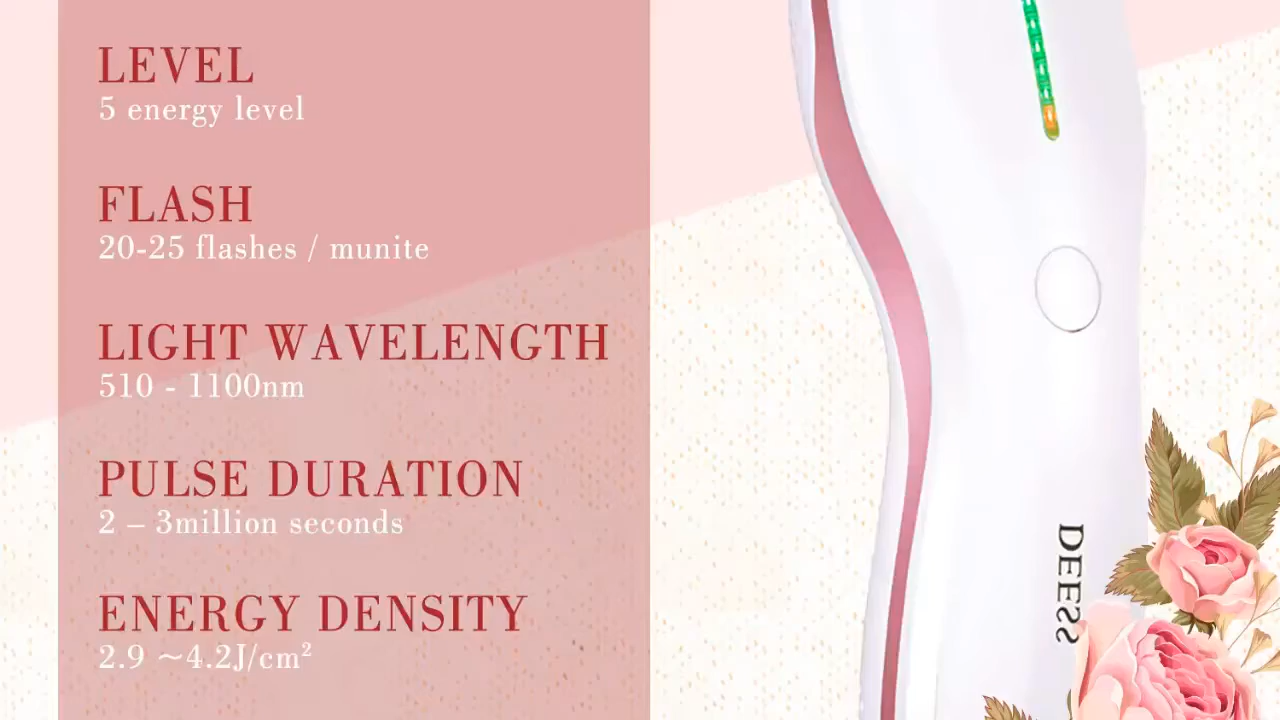 LEVEL
5 energy level
FLASH
20-25 flashes / munite
LIGHT WAVELENGTH
510 - 1100nm
PULSE DURATION
2 – 3million seconds
ENERGY DENSITY
2.9 ～4.2J/cm²
DEESS